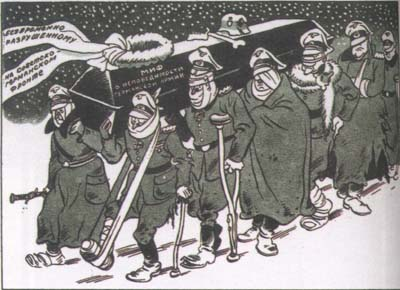 БЕЗВРЕМЕННО
РАЗРУШЕННОМУ
НА СОВЕТСКО
ГЕРМАНСКОМ
ФРОНТЕ
МИФ
О НЕПОБЕДИМОСТИ
ГЕРМАНСКОЙ АРМИИ